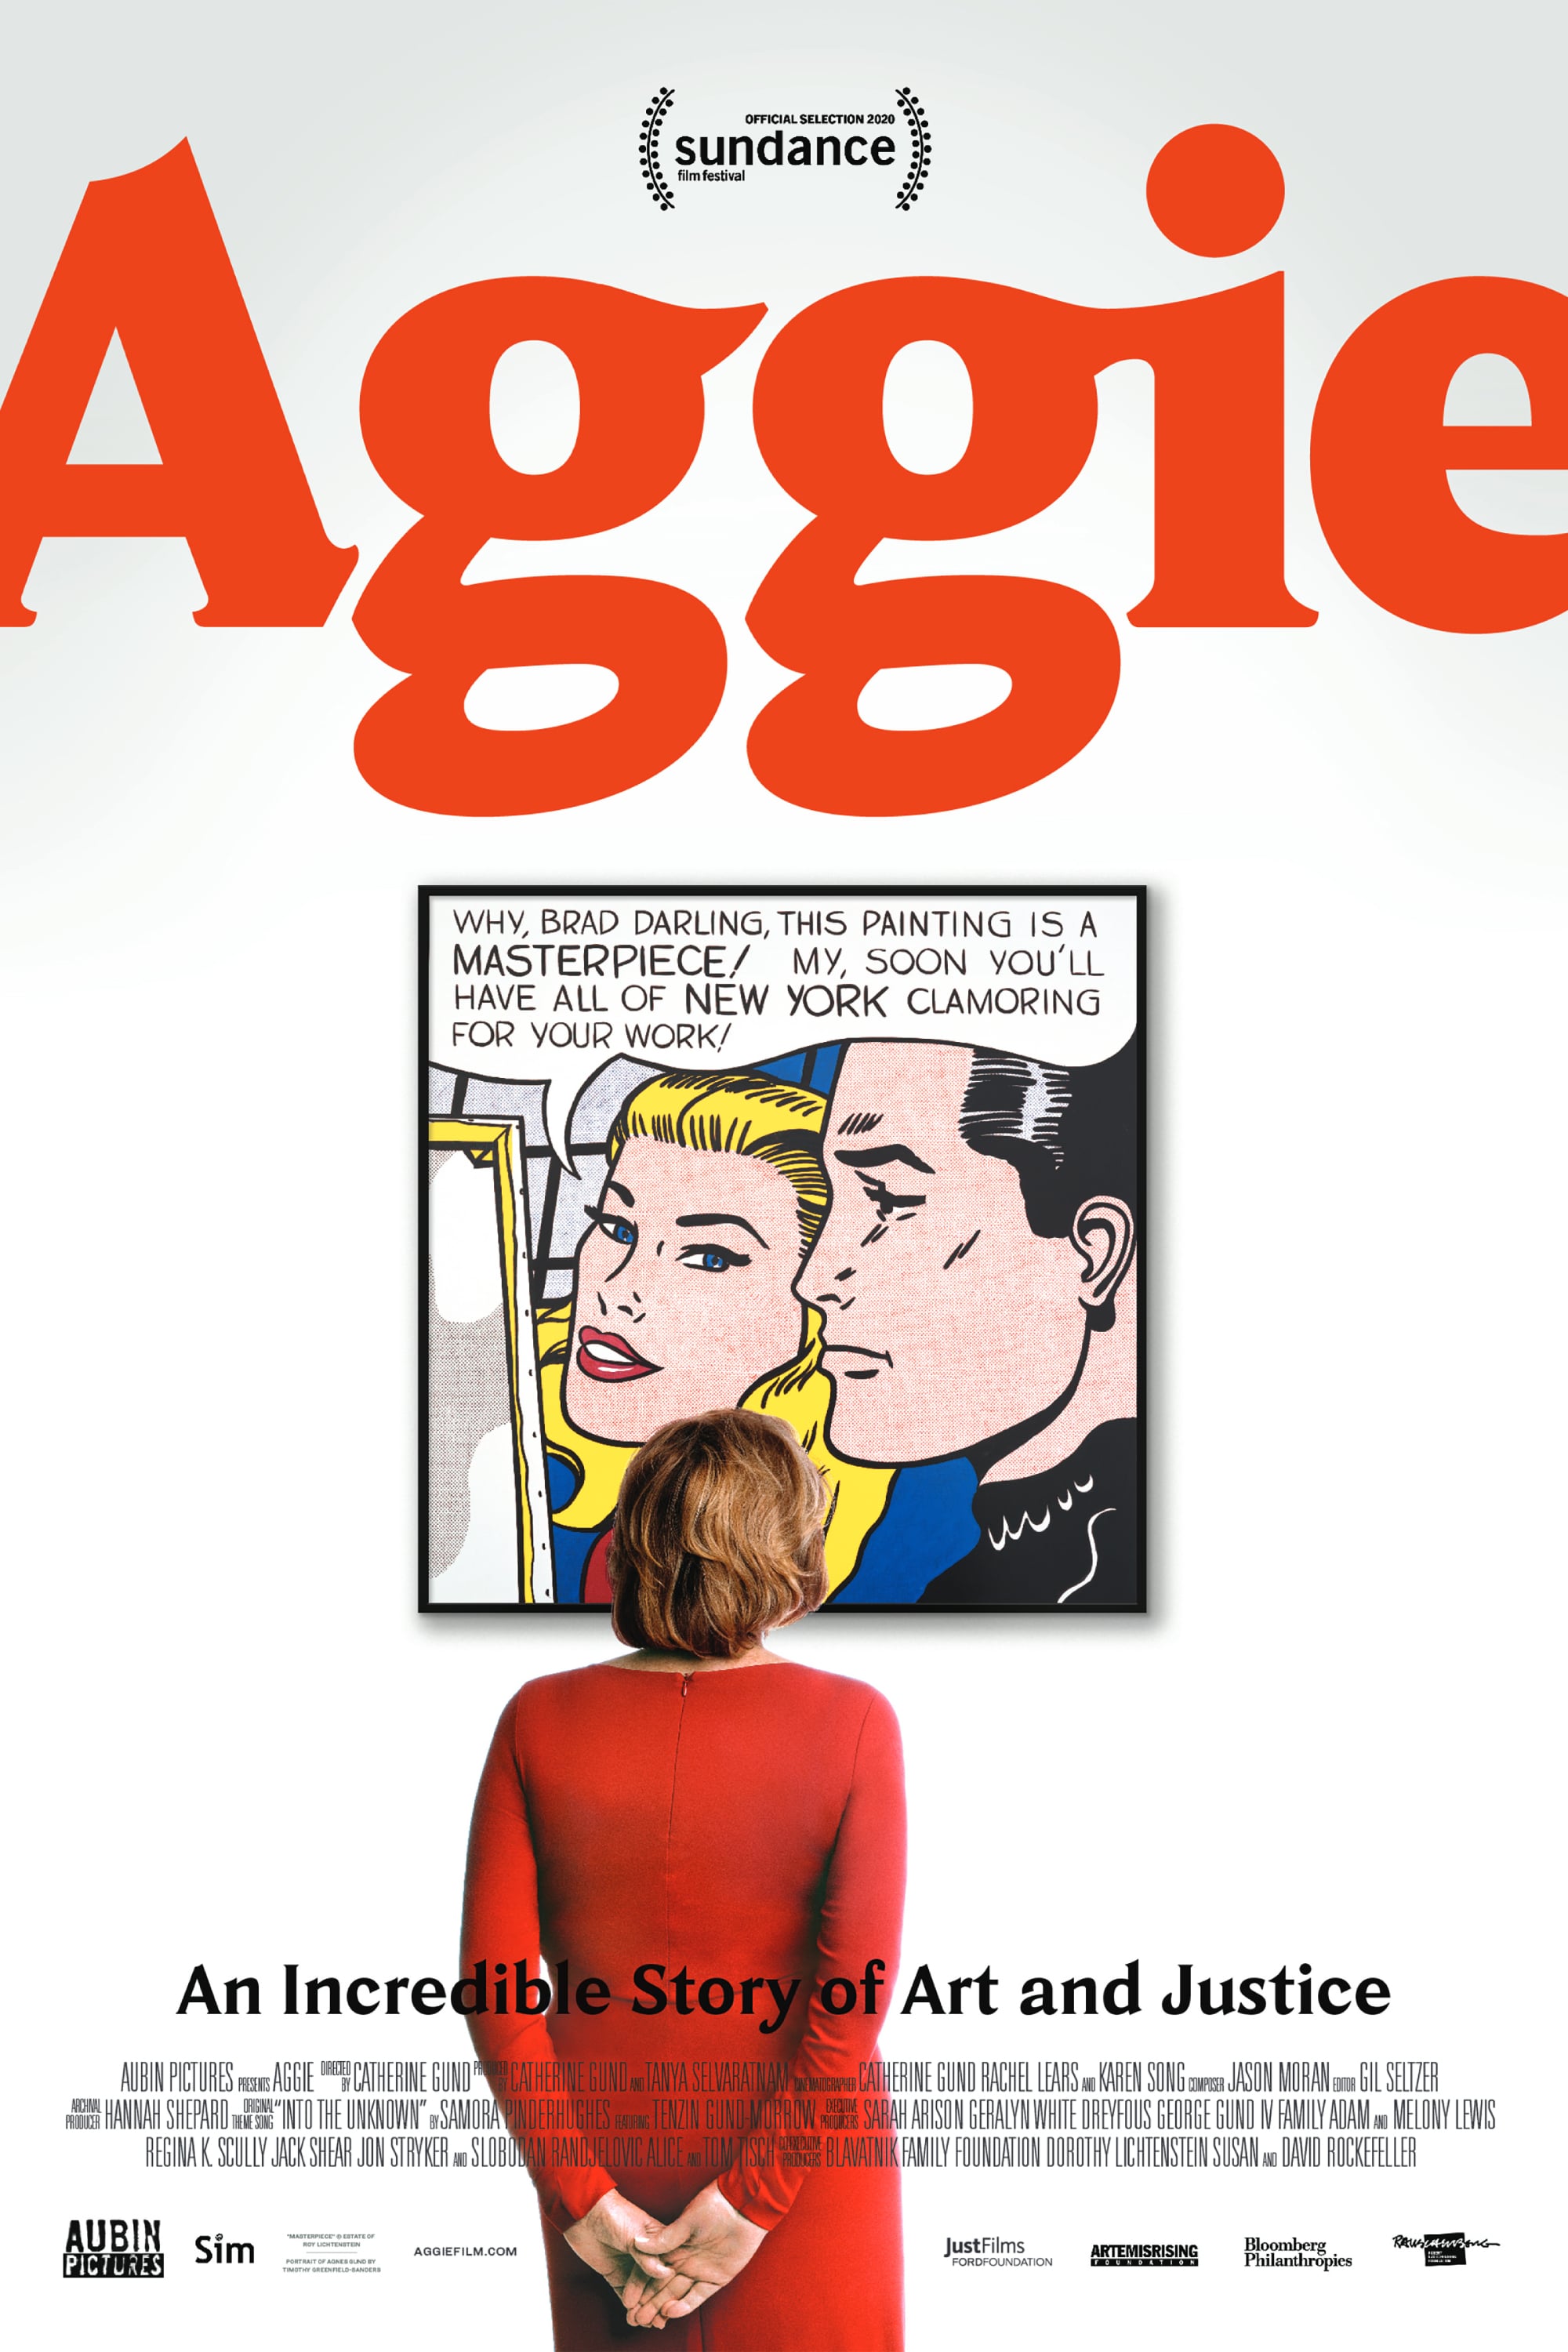 OFFICIAL SELECTION 2020
sundance
film festival
Aggie
WHY, BRAD DARLING, THIS PAINTING IS A
MASTERPIECE! MY, SOON YOU'LL
HAVE ALL OF NEW YORK CLAMORING
FOR YOUR WORK!
An Incredible Story of Art and Justice
AUBIN PICTURES PRESENTS AGGIE DIRECTED BY CATHERINE GUND PRODUCED BY CATHERINE GUND AND TANYA SELVARATNAM CINEMATOGRAPHER CATHERINE GUND RACHEL LEARS AND KAREN SONG COMPOSER JASON MORAN EDITOR GIL SELTZER
ARCHIVAL PRODUCER HANNAH SHEPARD ORIGINAL THEME SONG "INTO THE UNKNOWN" BY SAMORA PINDERHUGHES FEATURING TENZIN GUND-MORROW EXECUTIVE PRODUCERS SARAH ARISON GERALYN WHITE DREYFOUS GEORGE GUND IV FAMILY ADAM AND MELONY LEWIS
REGINA K. SCULLY JACK SHEAR JON STRYKER AND SLOBODAN RANDJELOVIC ALICE AND TOM TISCH CO-EXECUTIVE PRODUCERS BLAVATNIK FAMILY FOUNDATION DOROTHY LICHTENSTEIN SUSAN AND DAVID ROCKEFELLER
AUBIN
PICTURES
Sim
"MASTERPIECE" © ESTATE OF
ROY LICHTENSTEIN
PORTRAIT OF AGNES GUND BY
TIMOTHY GREENFIELD-SANDERS
AGGIEFILM.COM
JustFilms
FORDFOUNDATION
ARTEMISRISING
FOUNDATION
Bloomberg
Philanthropies
RAUSCHENBERG